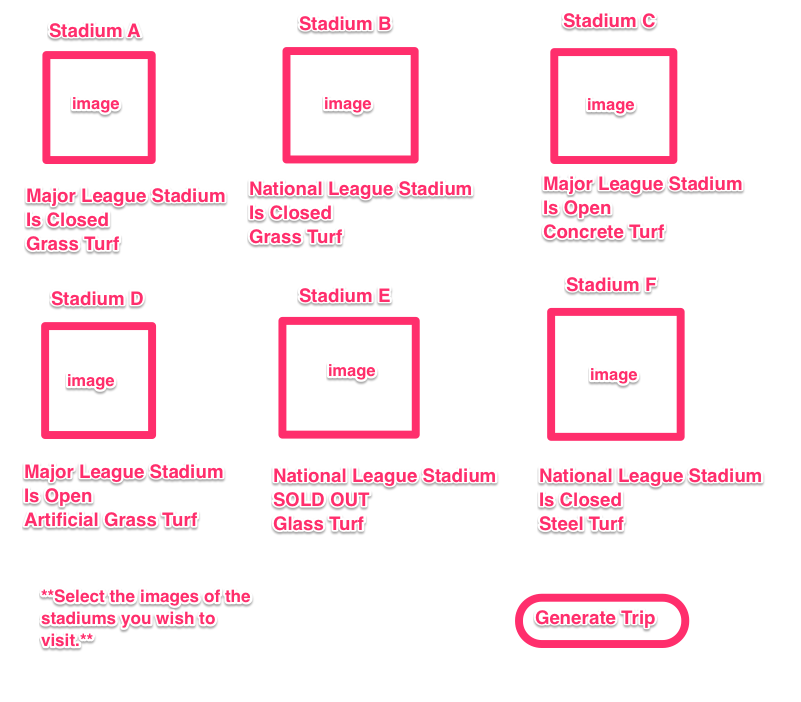 Stadium A
image
Major League Stadium
Is Closed
Grass Turf
Stadium B
image
National League Stadium
Is Closed
Grass Turf
Stadium C
image
Major League Stadium
Is Open
Concrete Turf
Stadium D
image
Major League Stadium
Is Open
Artificial Grass Turf
Stadium E
image
National League Stadium
SOLD OUT
Glass Turf
Stadium F
image
National League Stadium
Is Closed
Steel Turf
**Select the images of the
stadiums you wish to
visit.**
Generate Trip